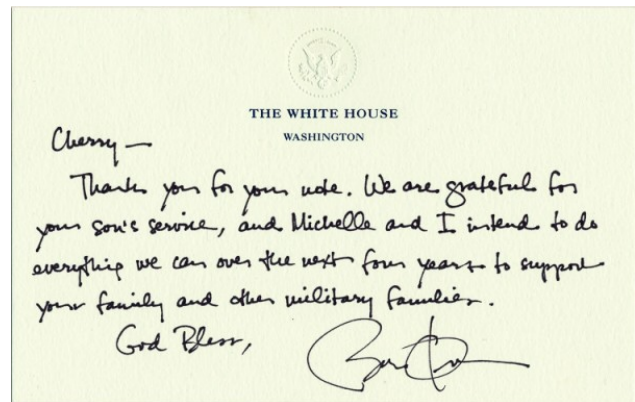 THE WHITE HOUSE
WASHINGTON
Cherry—
Thanks you for your note. We are grateful for
your son's service, and Michelle and I intend to do
everything we can over the next four years to support
your family and other military families.
God Bless,